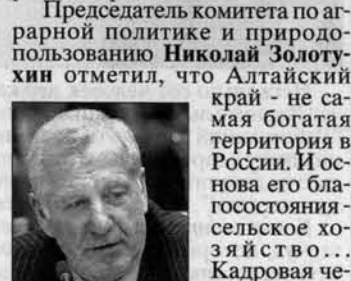 Председатель комитета по аг-
рарной политике и природо-
пользованию Николай Золоту-
хин отметил, что Алтайский
край - не са-
мая богатая
территория в
России. И ос-
нова его бла-
госостояния -
сельское хо-
зяйство...
Кадровая че-